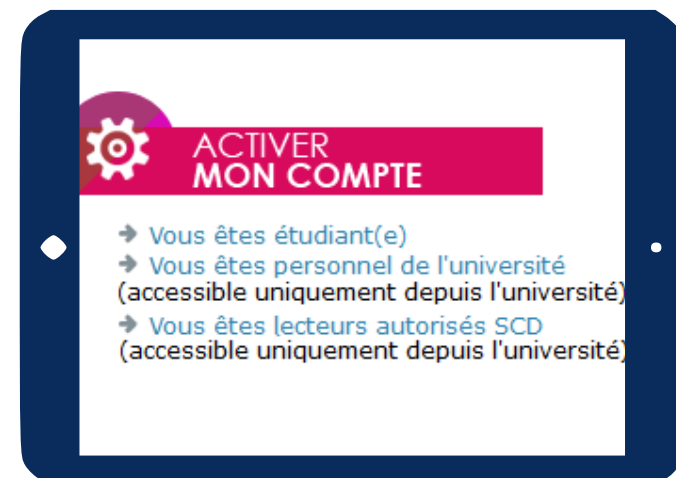 ACTIVER
MON COMPTE
Vous êtes étudiant(e)
Vous êtes personnel de l'université
(accessible uniquement depuis l'université)
Vous êtes lecteurs autorisés SCD
(accessible uniquement depuis l'université)